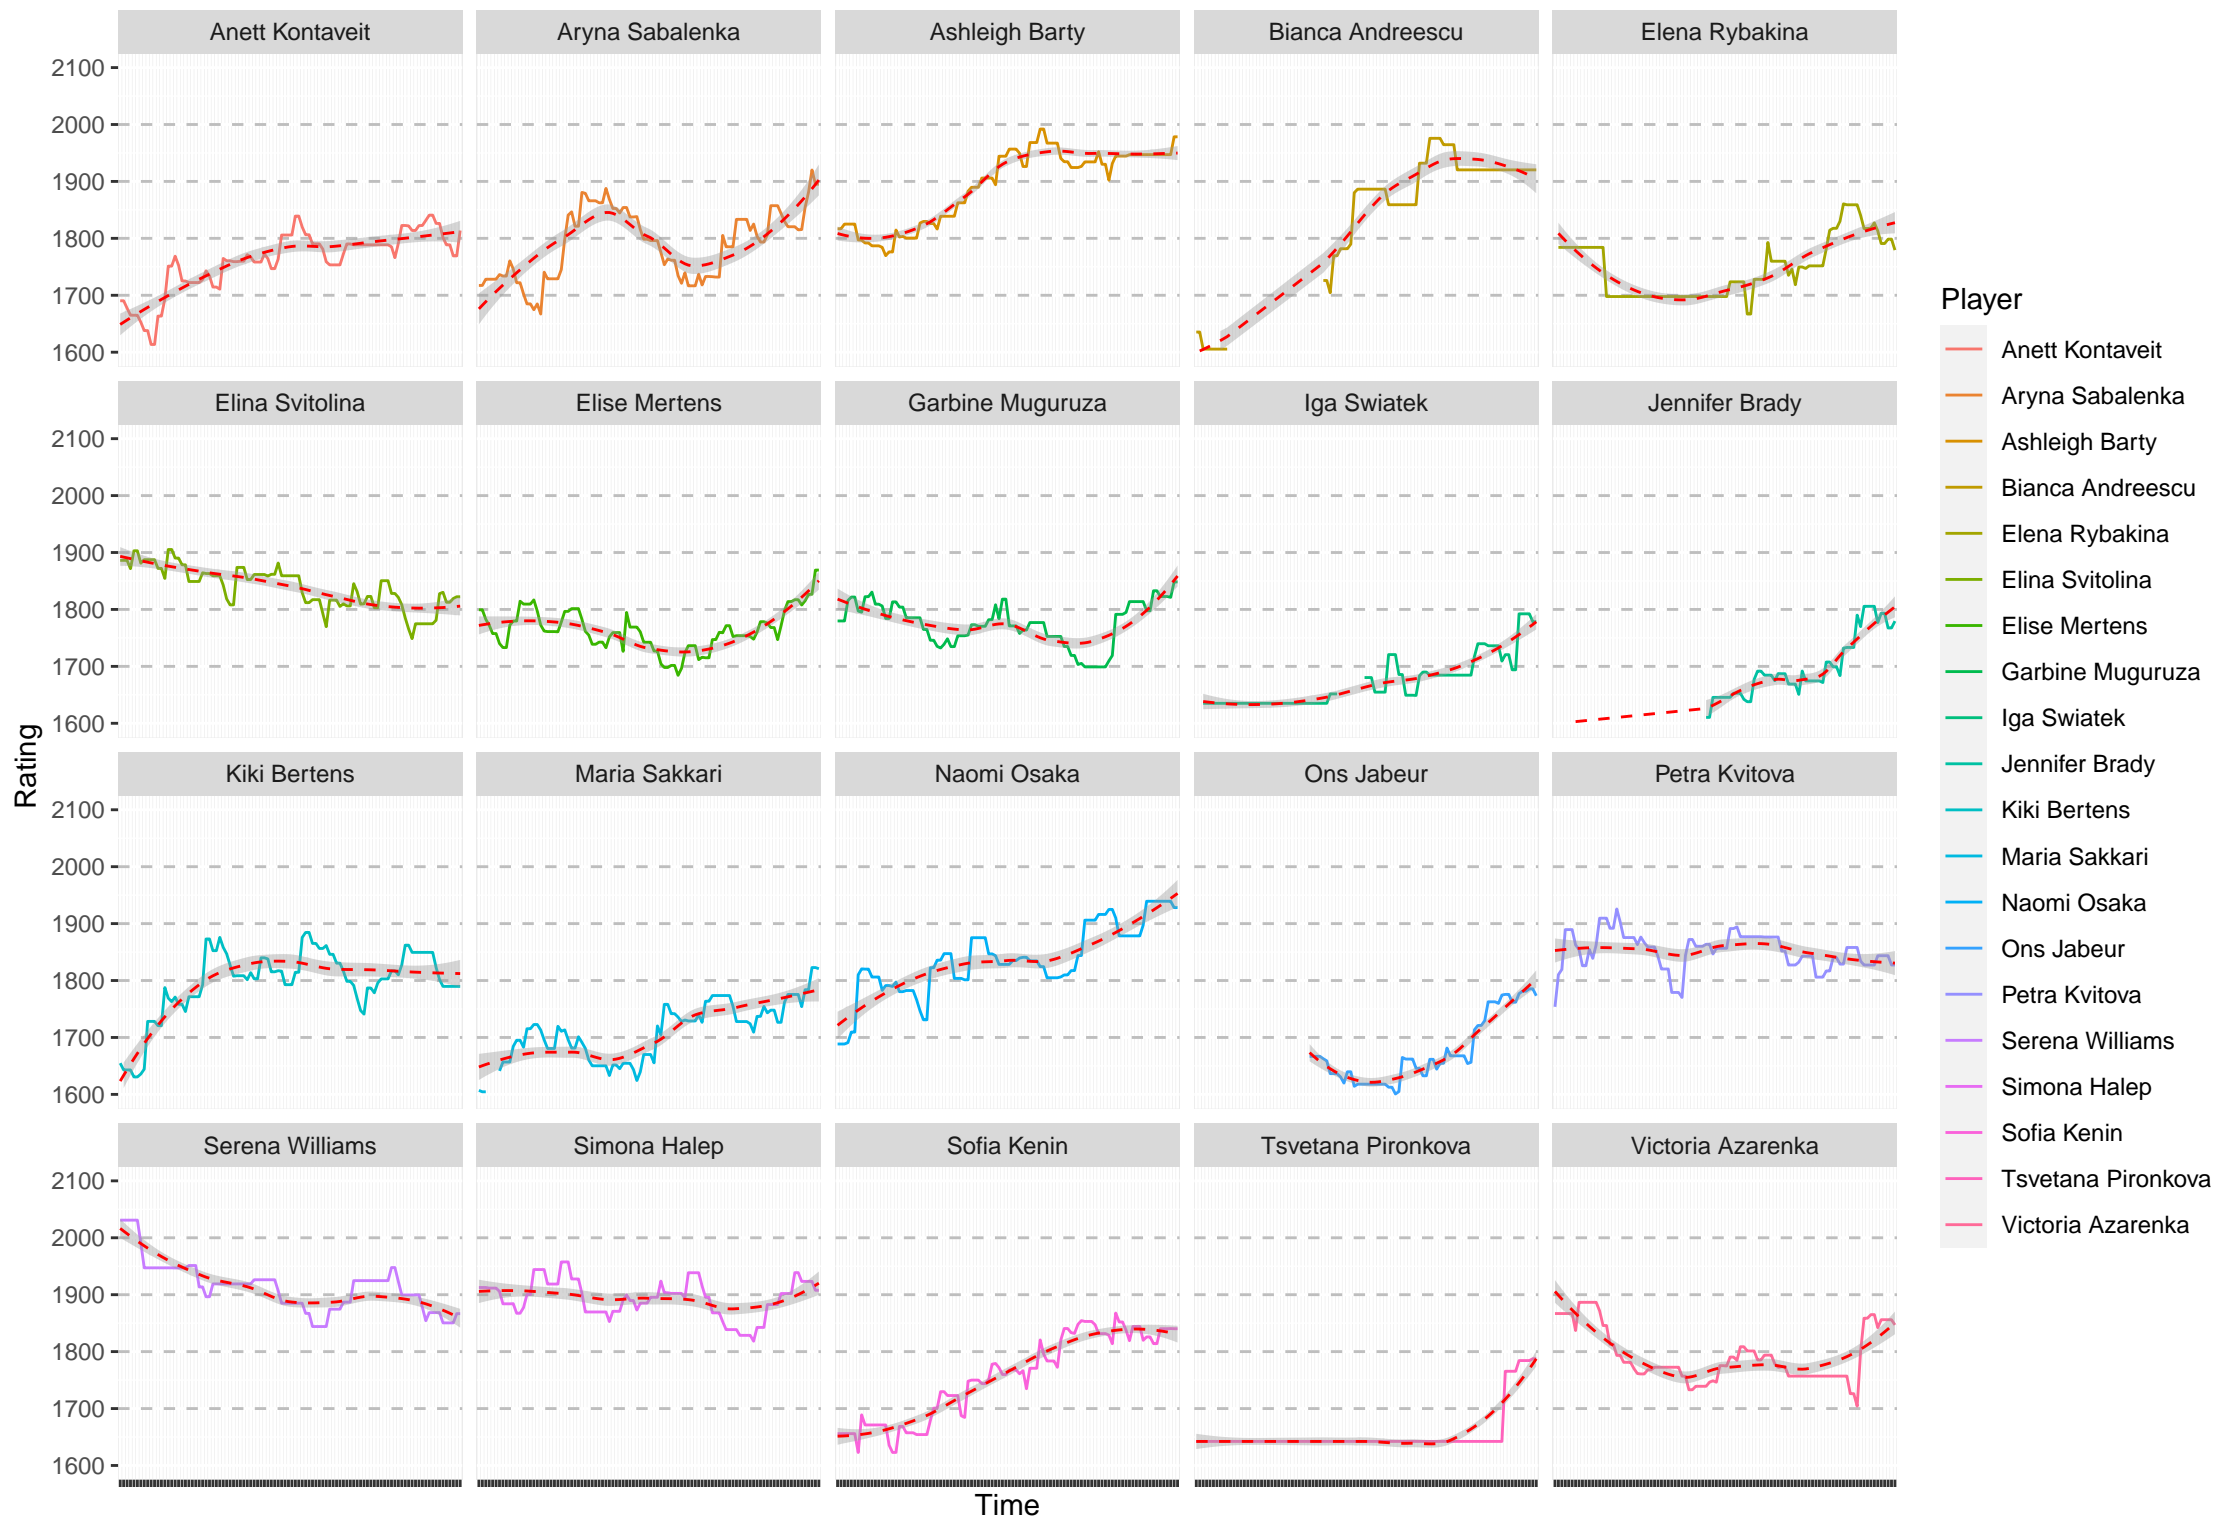 Anett Kontaveit
Aryna Sabalenka
Ashleigh Barty
Bianca Andreescu
Elena Rybakina
2100
2000
1900
1800
1700
1600
Elina Svitolina
Elise Mertens
Garbine Muguruza
Iga Swiatek
Jennifer Brady
2100
2000
1900
1800
1700
1600
Kiki Bertens
Maria Sakkari
Naomi Osaka
Ons Jabeur
Petra Kvitova
2100
2000
1900
1800
1700
1600
Serena Williams
Simona Halep
Sofia Kenin
Tsvetana Pironkova
Victoria Azarenka
2100
2000
1900
1800
1700
1600
Rating
Time
Player
Anett Kontaveit
Aryna Sabalenka
Ashleigh Barty
Bianca Andreescu
Elena Rybakina
Elina Svitolina
Elise Mertens
Garbine Muguruza
Iga Swiatek
Jennifer Brady
Kiki Bertens
Maria Sakkari
Naomi Osaka
Ons Jabeur
Petra Kvitova
Serena Williams
Simona Halep
Sofia Kenin
Tsvetana Pironkova
Victoria Azarenka